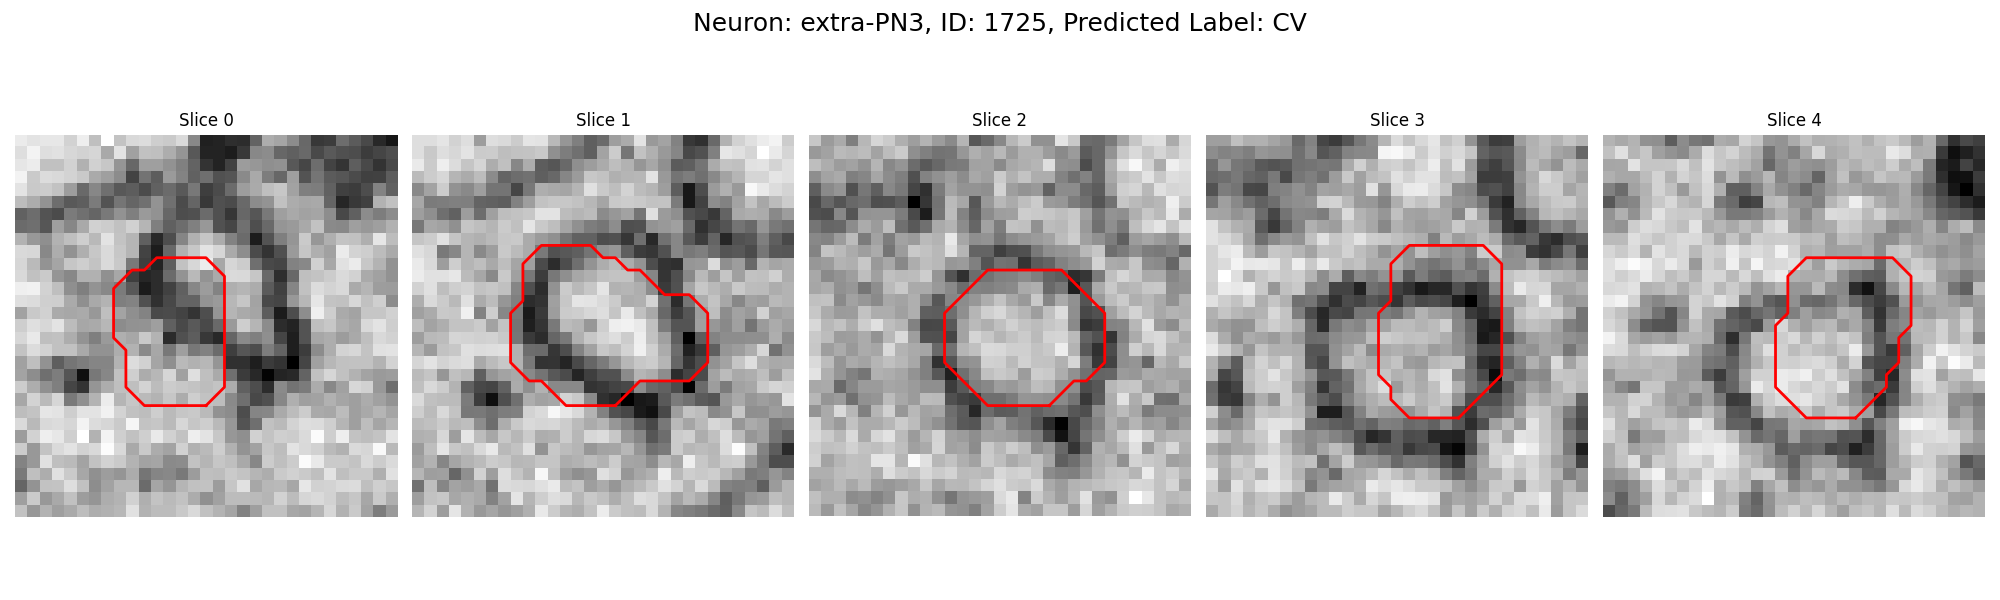 Neuron: extra-PN3, ID: 1725, Predicted Label: CV
Slice 0
Slice 1
Slice 2
Slice 3
Slice 4